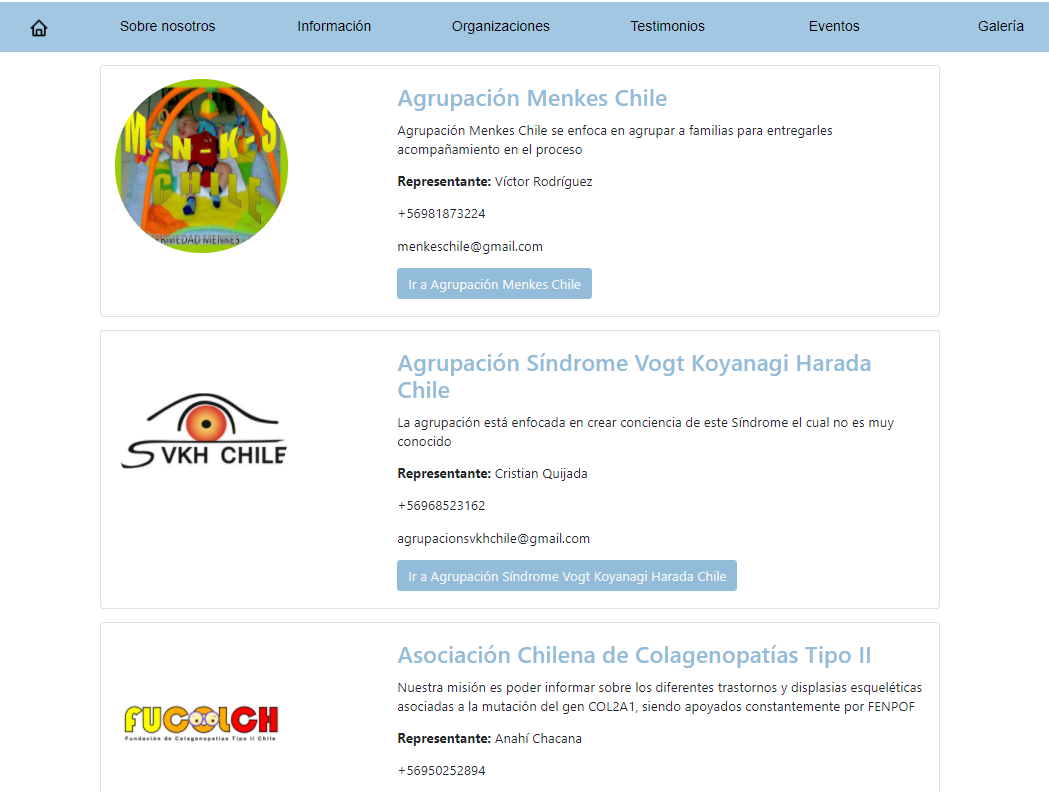 Sobre nosotros Información Organizaciones Testimonios Eventos Galería
M-N-K-S
CHILE
ENFERMEDAD MENKES
Agrupación Menkes Chile
Agrupación Menkes Chile se enfoca en agrupar a familias para entregarles
acompañamiento en el proceso
Representante: Víctor Rodríguez
+56981873224
menkeschile@gmail.com
Ir a Agrupación Menkes Chile
SVKH CHILE
Agrupación Síndrome Vogt Koyanagi Harada
Chile
La agrupación está enfocada en crear conciencia de este Síndrome el cual no es muy
conocido
Representante: Cristian Quijada
+56968523162
agrupacionsvkhchile@gmail.com
Ir a Agrupación Síndrome Vogt Koyanagi Harada Chile
FUCOLCH
Fundación de Colagenopatías Tipo II Chile
Asociación Chilena de Colagenopatías Tipo II
Nuestra misión es poder informar sobre los diferentes trastornos y displasias esqueléticas
asociadas a la mutación del gen COL2A1, siendo apoyados constantemente por FENPOF
Representante: Anahí Chacana
+56950252894